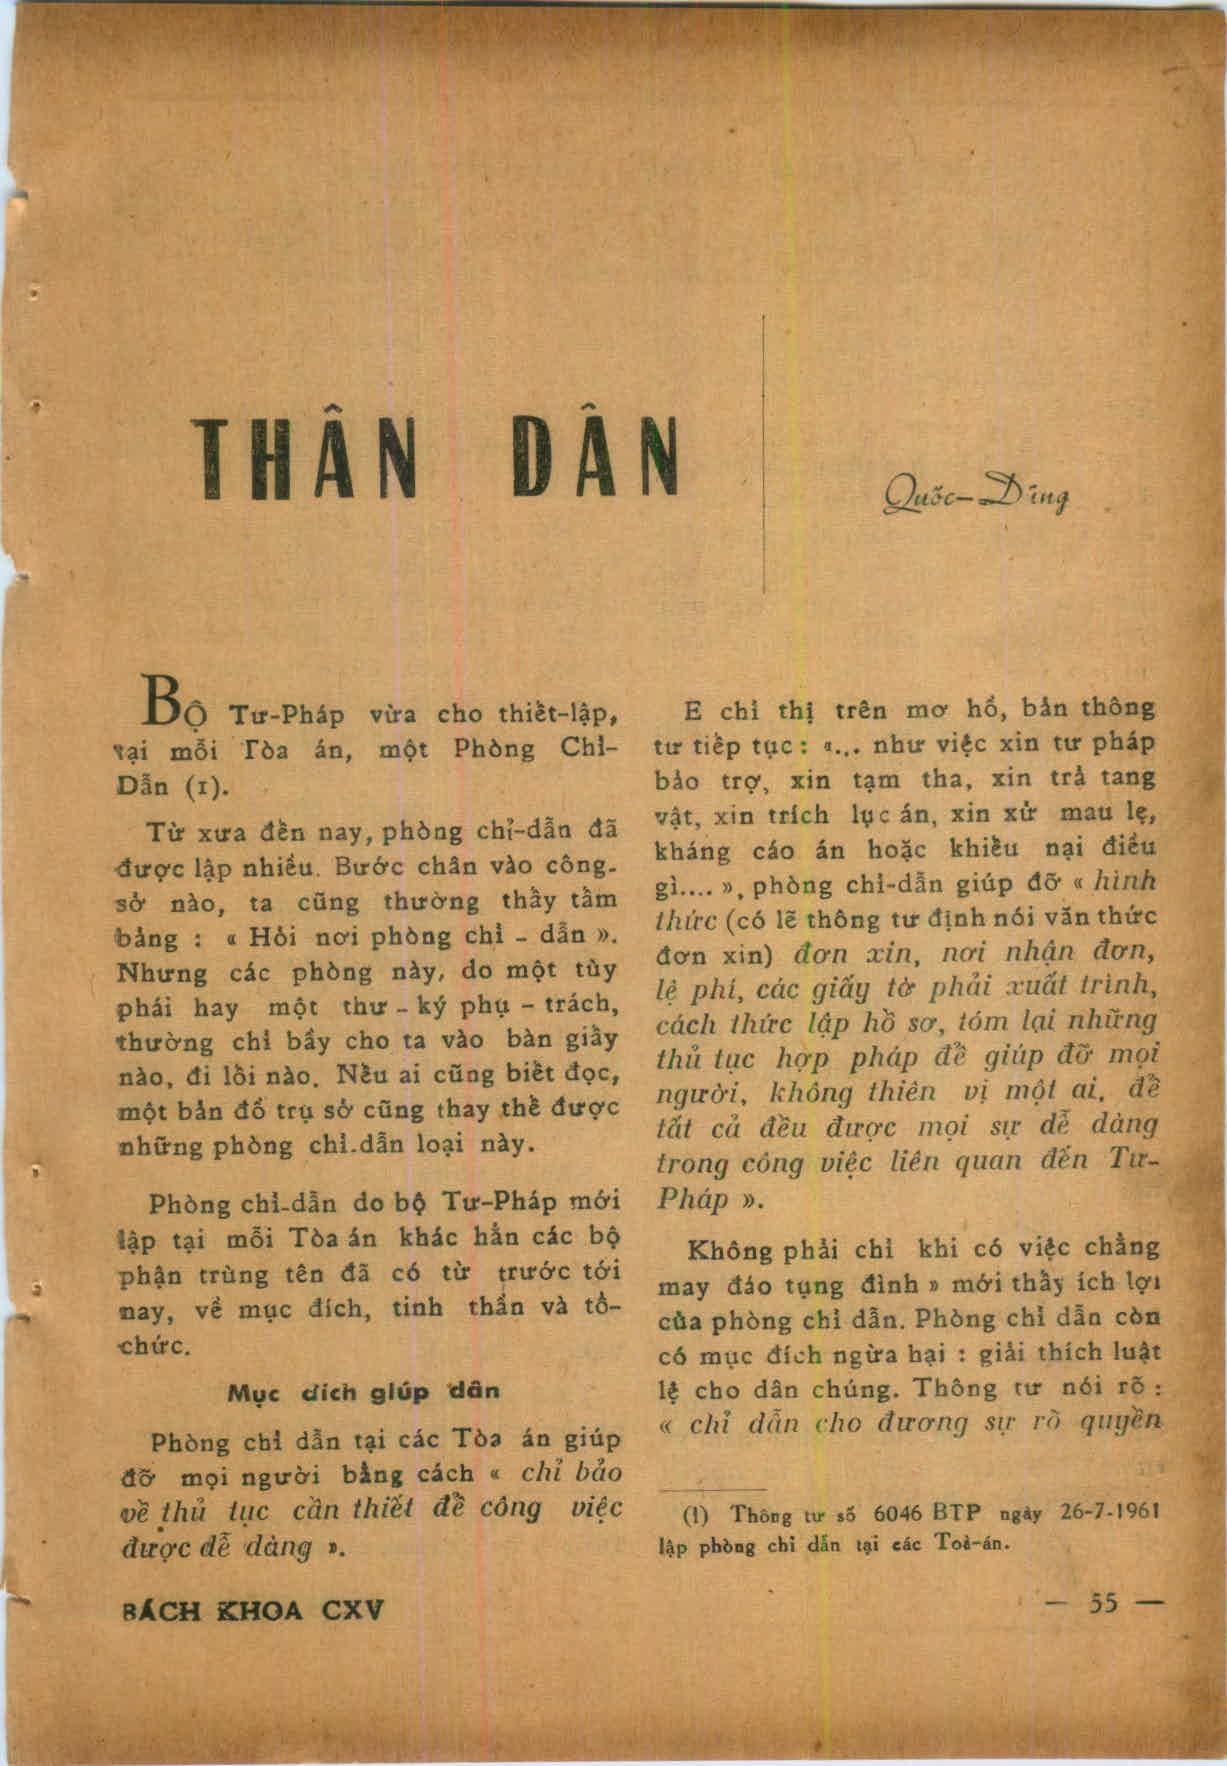 THÂN DÂN
Quốc-Dũng
Bộ Tư-Pháp vừa cho thiết-lập,
tại mỗi Tòa án, một Phòng Chỉ-
Dẫn (1).
Từ xưa đến nay, phòng chỉ-dẫn đã
được lập nhiều. Bước chân vào công-
sở nào, ta cũng thường thấy tấm
bảng : « Hỏi nơi phòng chỉ - dẫn ».
Nhưng các phòng này, do một tùy
phái hay một thư - ký phụ - trách,
thường chỉ bẩy cho ta vào bàn giấy
nào, đi lối nào. Nếu ai cũng biết đọc,
một bản đồ trụ sở cũng thay thế được
những phòng chỉ-dẫn loại này.
Phòng chỉ-dẫn do bộ Tư-Pháp mới
lập tại mỗi Tòa án khác hẳn các bộ
phận trùng tên đã có từ trước tới
nay, về mục đích, tinh thần và tổ-
chức.
Mục đích giúp dân
Phòng chỉ dẫn tại các Tòa án giúp
đỡ mọi người bằng cách « chỉ bảo
về thủ tục cần thiết để công việc
được dễ dàng ».
E chỉ thị trên mơ hồ, bản thông
tư tiếp tục : «... như việc xin tư pháp
bảo trợ, xin tạm tha, xin trả tang
vật, xin trích lục án, xin xử mau lẹ,
kháng cáo án hoặc khiếu nại điều
gì.... », phòng chỉ-dẫn giúp đỡ « hình
thức (có lẽ thông tư định nói văn thức
đơn xin) đơn xin, nơi nhận đơn,
lệ phí, các giấy tờ phải xuất trình,
cách thức lập hồ sơ, tóm lại những
thủ tục hợp pháp để giúp đỡ mọi
người, không thiên vị một ai, để
tất cả đều được mọi sự dễ dàng
trong công việc liên quan đến Tư-
Pháp ».
Không phải chỉ khi có việc chẳng
may đáo tụng đình » mới thấy ích lợi
của phòng chỉ dẫn. Phòng chỉ dẫn còn
có mục đích ngừa hại : giải thích luật
lệ cho dân chúng. Thông tư nói rõ :
« chỉ dẫn cho đương sự rõ quyền
(1) Thông tư số 6046 BTP ngày 26-7-1961
lập phòng chỉ dẫn tại các Toà-án.
BÁCH KHOA CXV
— 55 —